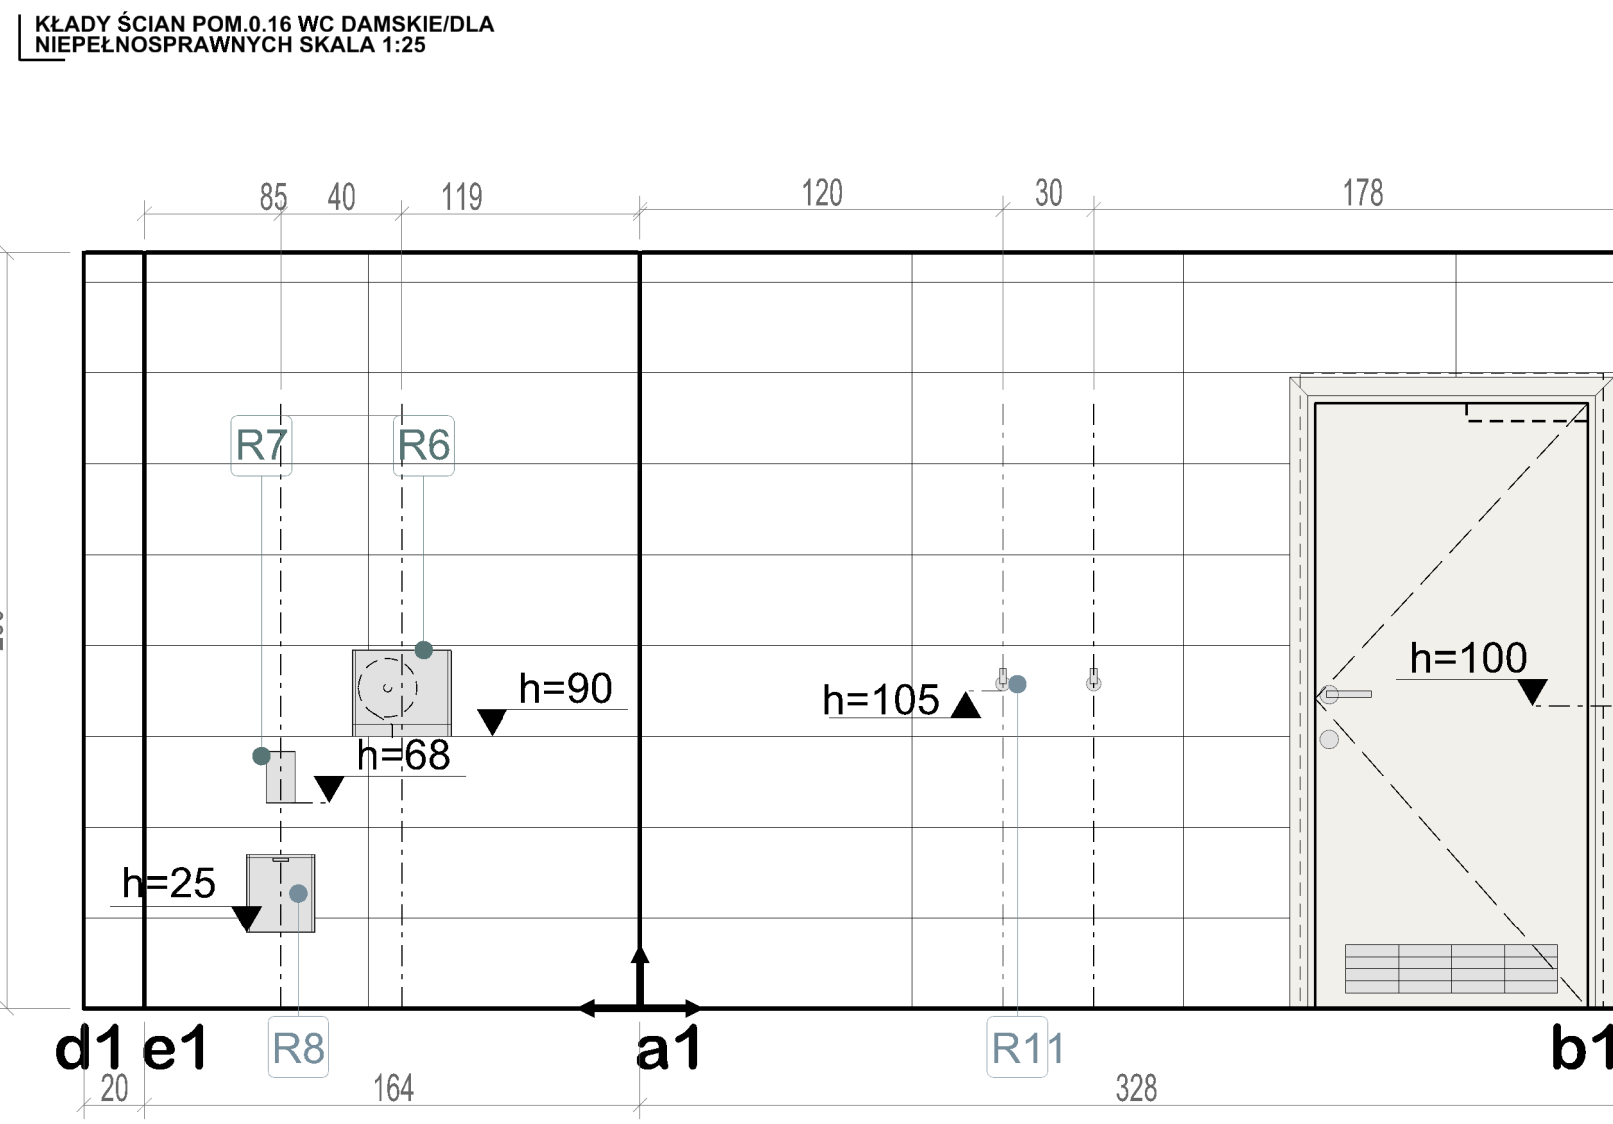 KŁADY ŚCIAN POM.0.16 WC DAMSKIE/DLA
NIEPEŁNOSPRAWNYCH SKALA 1:25
85 40 119 120 30 178
R7 R6
h=90
h=105
h=100
h=68
h=25
R8
R11
d1 e1 a1 b1
20 164 328